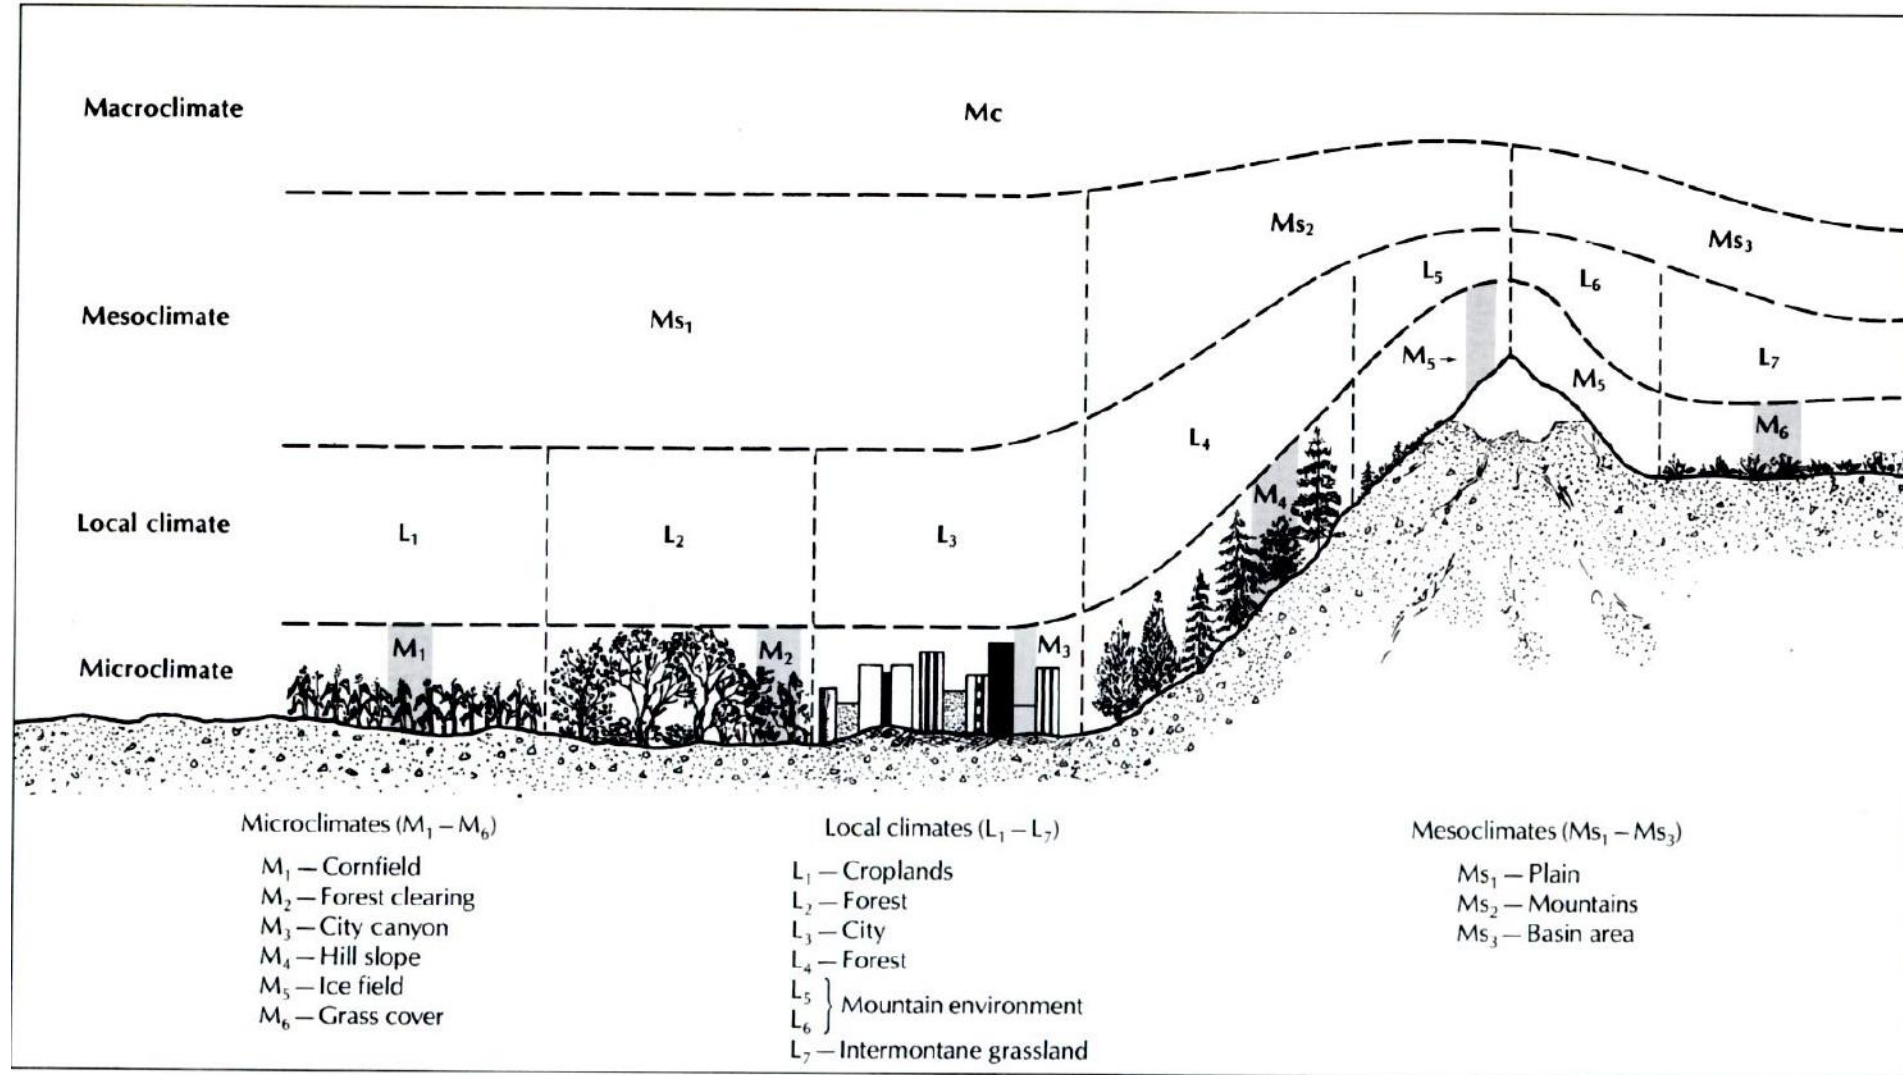 Macroclimate
Mc
Ms₂
Ms₃
L₅
L₆
Mesoclimate
Ms₁
M₅
L₇
M₅
M₆
L₄
M₄
Local climate
L₁
L₂
L₃
M₁
M₂
M₃
Microclimate
Microclimates (M₁ – M₆)
M₁ — Cornfield
M₂ — Forest clearing
M₃ — City canyon
M₄ — Hill slope
M₅ — Ice field
M₆ — Grass cover
Local climates (L₁ – L₇)
L₁ — Croplands
L₂ — Forest
L₃ — City
L₄ — Forest
L₅
L₆ } Mountain environment
L₇ — Intermontane grassland
Mesoclimates (Ms₁ – Ms₃)
Ms₁ — Plain
Ms₂ — Mountains
Ms₃ — Basin area